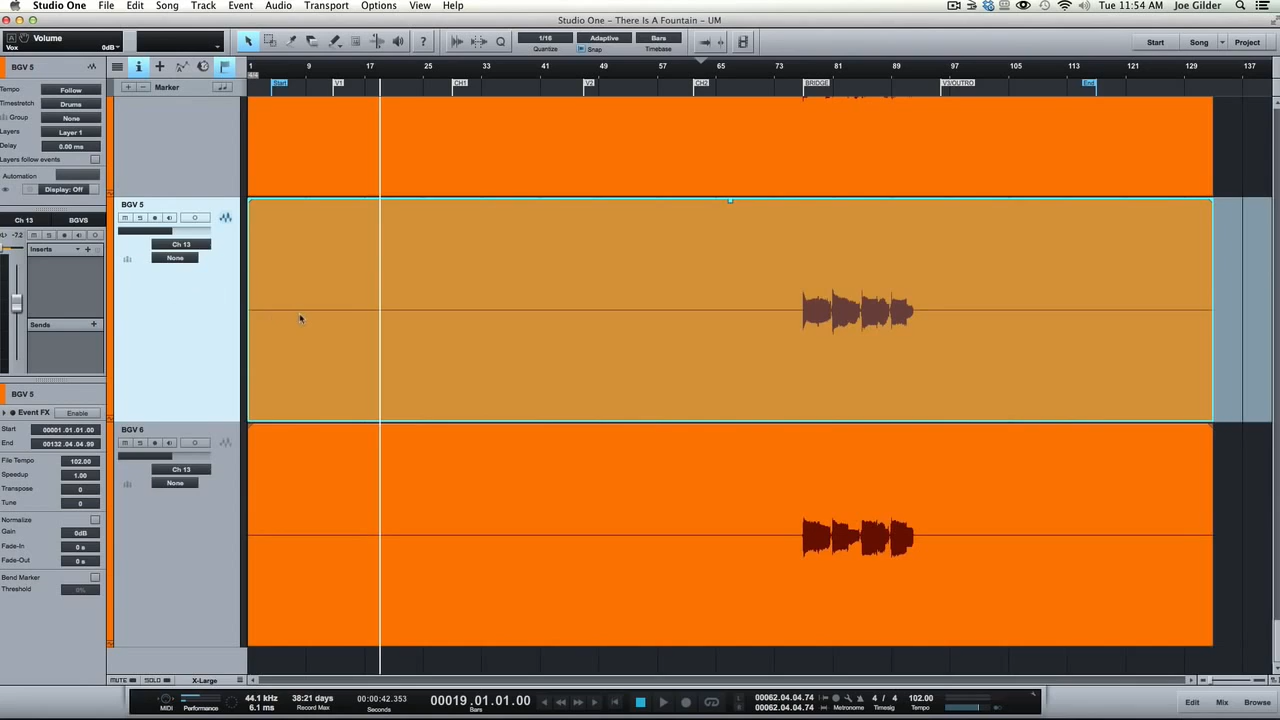 Studio One File Edit Song Track Event Audio Transport Options View Help Tue 11:54 AM Joe Gilder
Studio One - There Is A Fountain - UM
Volume
Vox 0dB
1/16 Adaptive Bars
Quantize Snap Timebase
Start Song Project
BGV 5
1 9 17 25 33 41 49 57 65 73 81 89 97 105 113 121 129 137
4/4
Marker Start V1 CH1 V2 CH2 BRIDGE V3/OUTRO End
Tempo Follow
Timestretch Drums
Group None
Layers Layer 1
Delay 0.00 ms
Layers follow events
Automation
Display: Off
Ch 13 BGVS
-7.2
Inserts
Sends
BGV 5
Event FX Enable
Start 00001.01.01.00
End 00132.04.04.99
File Tempo 102.00
Speedup 1.00
Transpose 0
Tune 0
Normalize
Gain 0dB
Fade-In 0 s
Fade-Out 0 s
Bend Marker
Threshold 0%
BGV 5
Ch 13
None
BGV 6
Ch 13
None
MUTE SOLO X-Large
MIDI Performance
44.1 kHz
6.1 ms
38:21 days
Record Max
00:00:42.353
Seconds
00019.01.01.00
Bars
00062.04.04.74
00062.04.04.74
Metronome
4 / 4
Timesig
102.00
Tempo
Edit Mix Browse